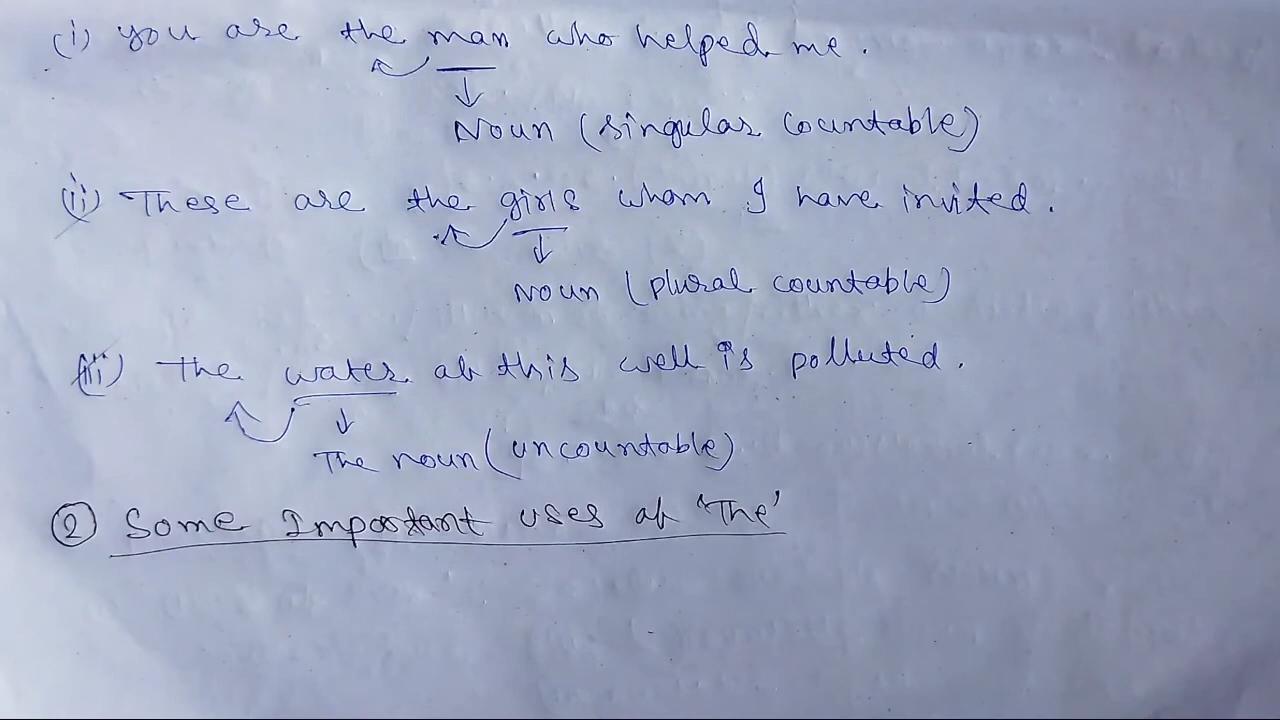 (i) you are the man who helped me.
Noun (singular countable)
(ii) These are the girls whom I have invited.
Noun (plural countable)
(iii) The water of this well is polluted.
The noun (uncountable)
② Some Important uses of 'The'